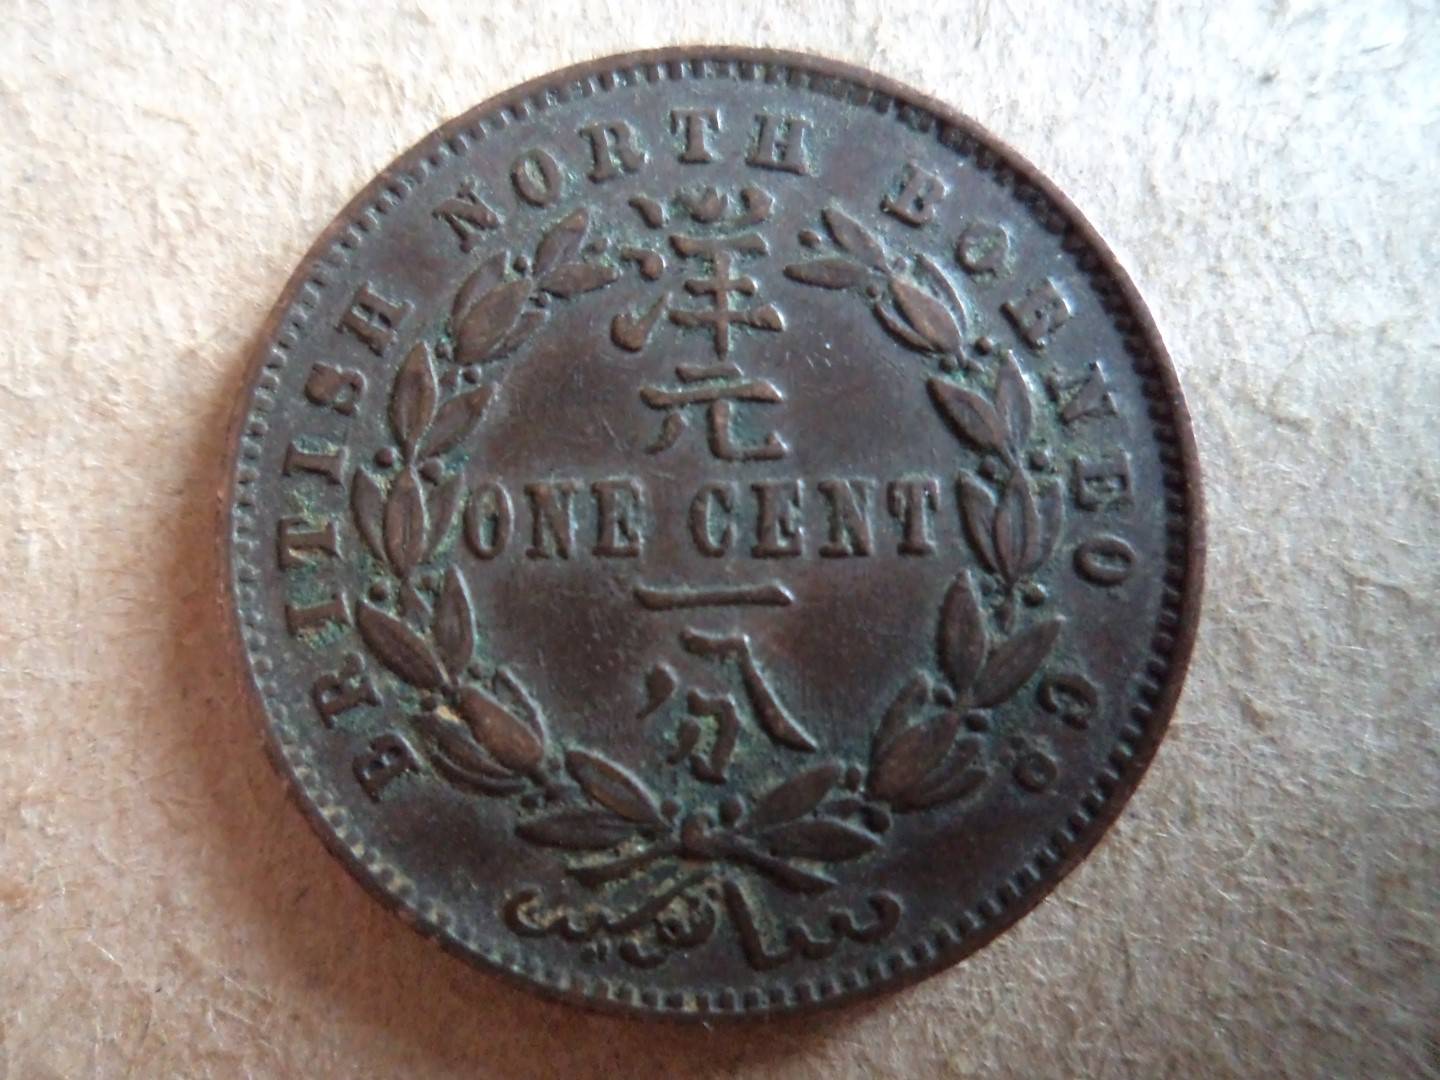 BRITISH NORTH BORNEO Cº
洋
元
ONE CENT
一
分